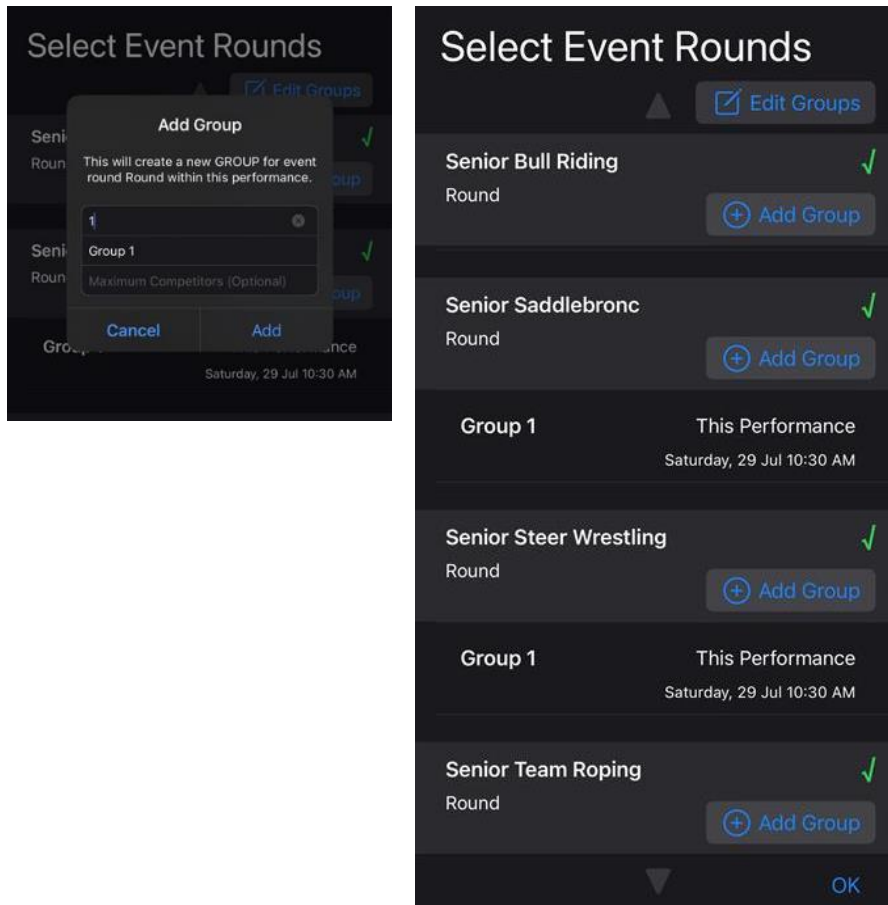 Select Event Rounds
Edit Groups
Add Group
This will create a new GROUP for event
round Round within this performance.
1
Group 1
Maximum Competitors (Optional)
Cancel
Add
Saturday, 29 Jul 10:30 AM
Select Event Rounds
Edit Groups
Senior Bull Riding
Round
Add Group
Senior Saddlebronc
Round
Add Group
Group 1
This Performance
Saturday, 29 Jul 10:30 AM
Senior Steer Wrestling
Round
Add Group
Group 1
This Performance
Saturday, 29 Jul 10:30 AM
Senior Team Roping
Round
Add Group
OK